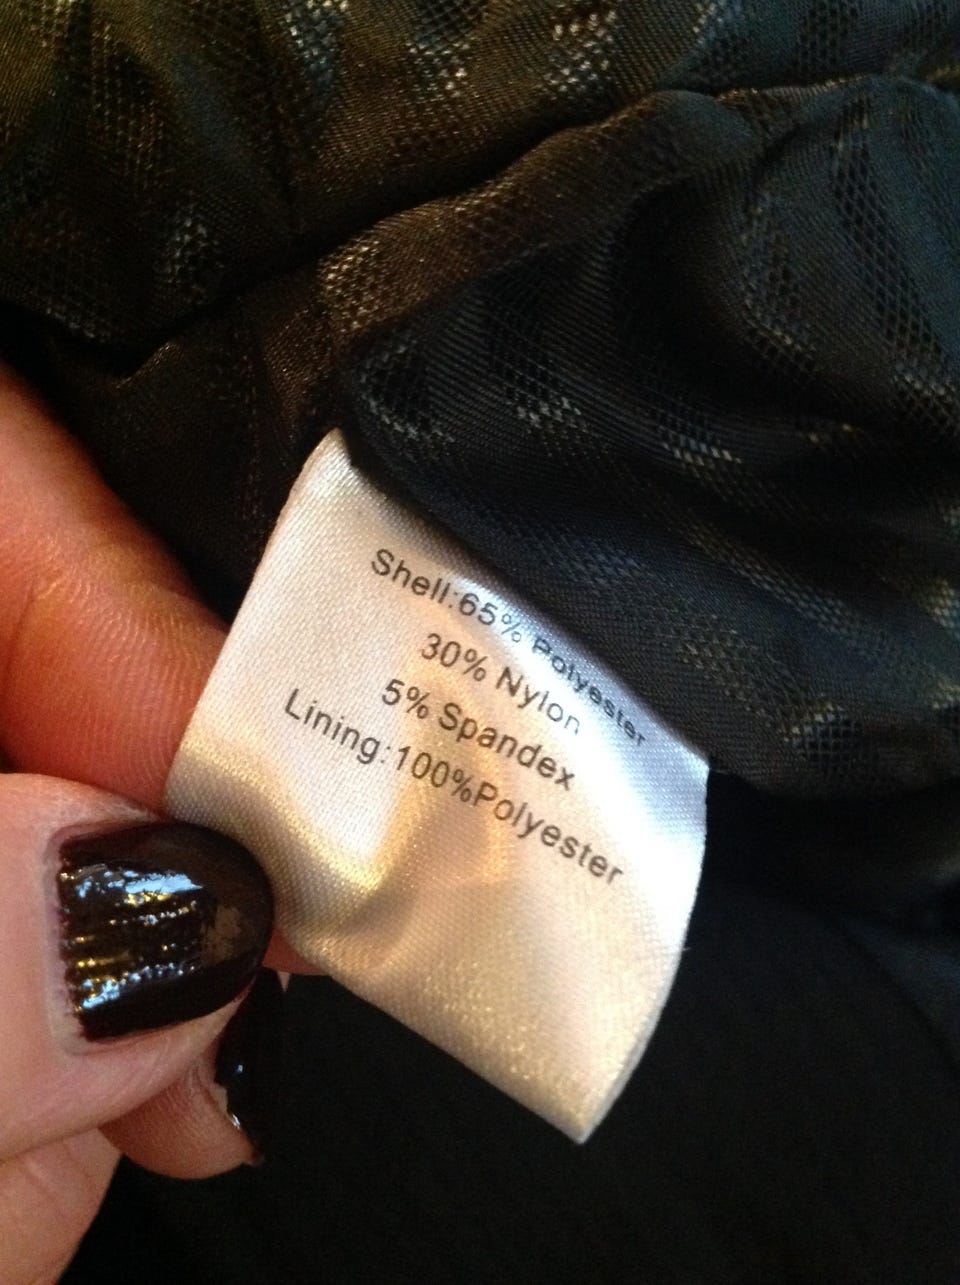 Shell:65% Polyester
30% Nylon
5% Spandex
Lining:100%Polyester